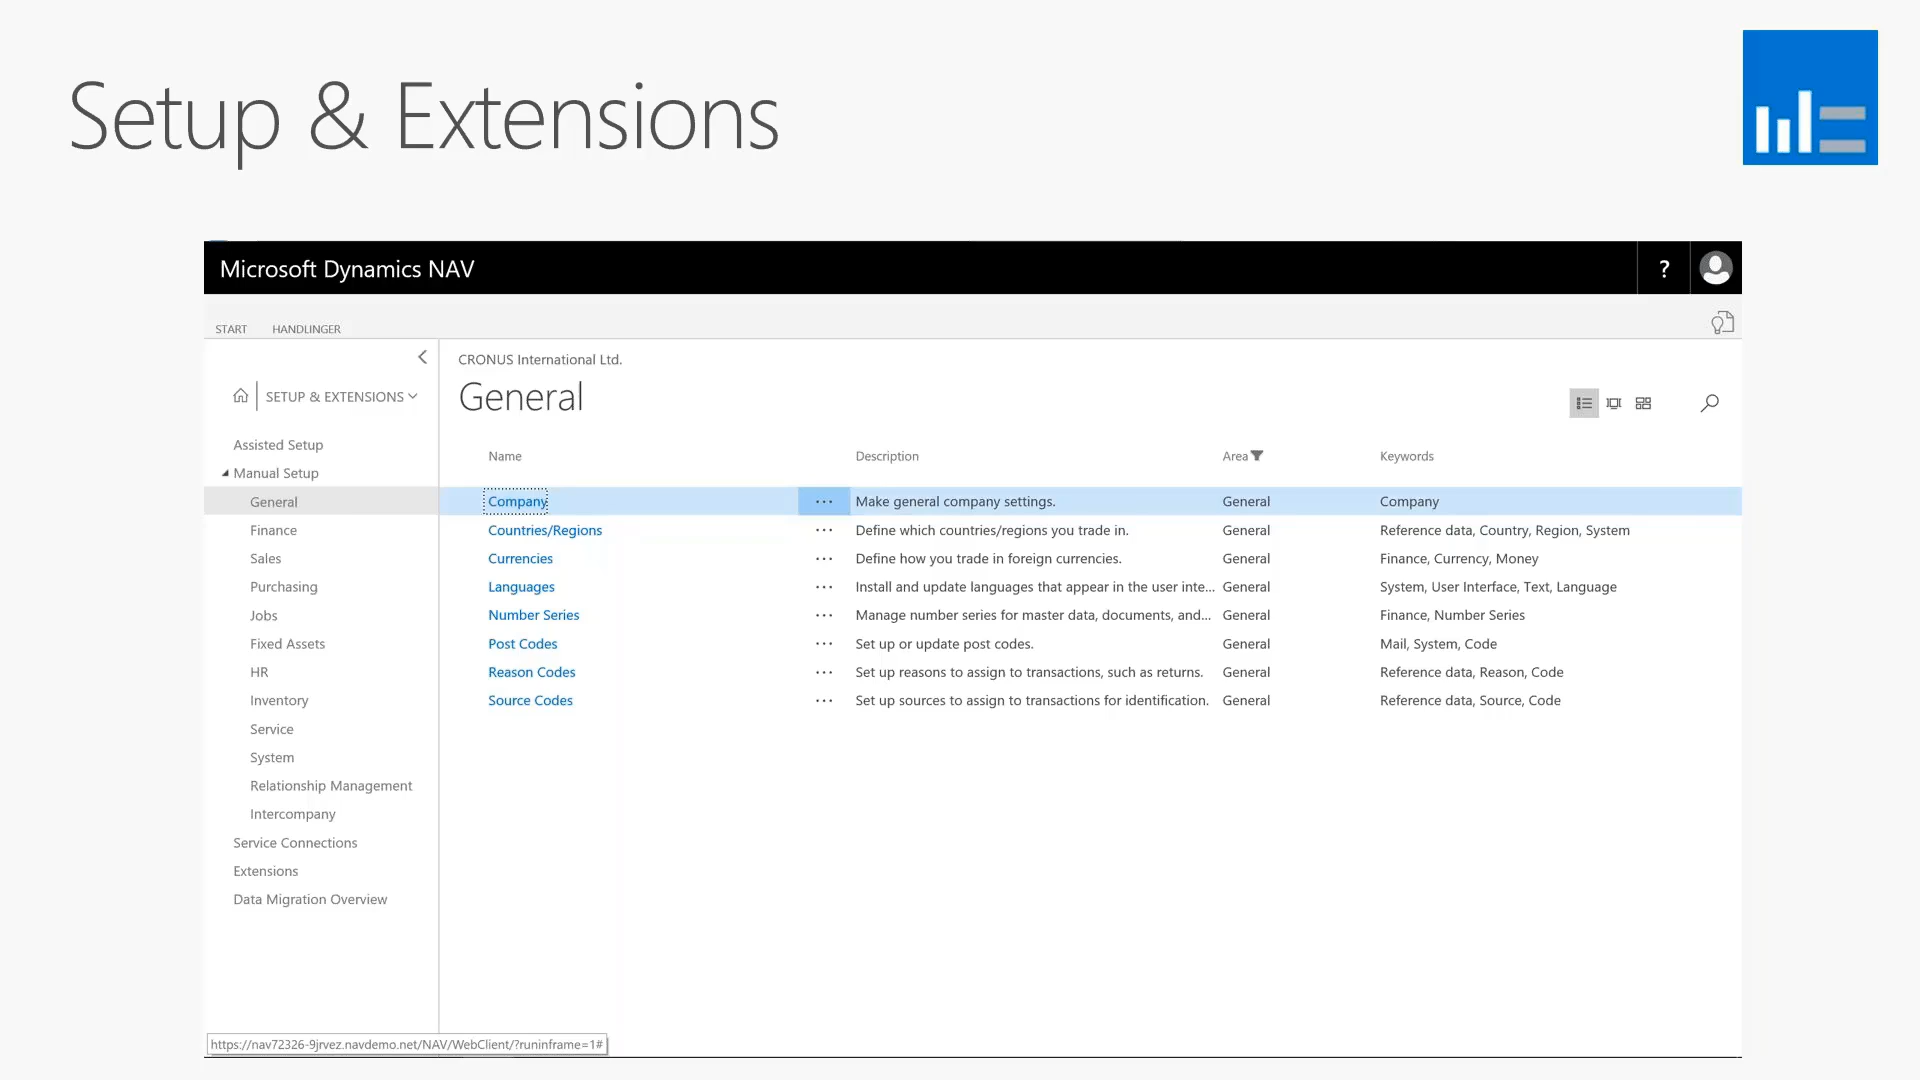 Setup & Extensions
Microsoft Dynamics NAV
?
START HANDLINGER
CRONUS International Ltd.
SETUP & EXTENSIONS
General
Assisted Setup
Manual Setup
General
Finance
Sales
Purchasing
Jobs
Fixed Assets
HR
Inventory
Service
System
Relationship Management
Intercompany
Service Connections
Extensions
Data Migration Overview
Name Description Area Keywords
Company ... Make general company settings. General Company
Countries/Regions ... Define which countries/regions you trade in. General Reference data, Country, Region, System
Currencies ... Define how you trade in foreign currencies. General Finance, Currency, Money
Languages ... Install and update languages that appear in the user inte... General System, User Interface, Text, Language
Number Series ... Manage number series for master data, documents, and... General Finance, Number Series
Post Codes ... Set up or update post codes. General Mail, System, Code
Reason Codes ... Set up reasons to assign to transactions, such as returns. General Reference data, Reason, Code
Source Codes ... Set up sources to assign to transactions for identification. General Reference data, Source, Code
https://nav72326-9jrvez.navdemo.net/NAV/WebClient/?runinframe=1#